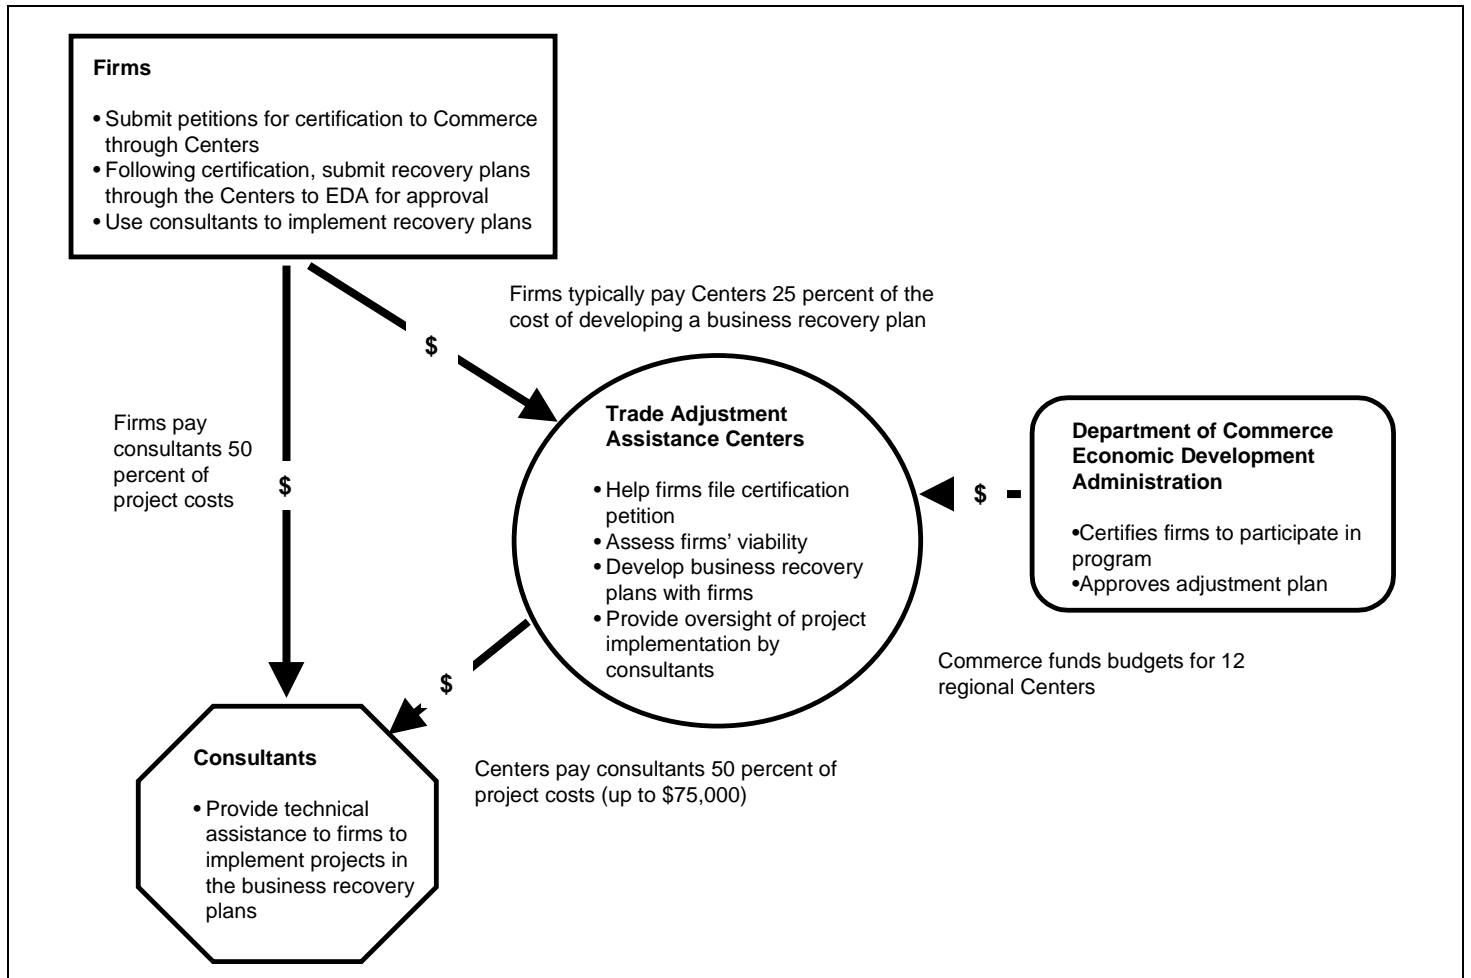 Firms
• Submit petitions for certification to Commerce
through Centers
• Following certification, submit recovery plans
through the Centers to EDA for approval
• Use consultants to implement recovery plans
Firms typically pay Centers 25 percent of the
cost of developing a business recovery plan
$
Firms pay
consultants 50
percent of
project costs
$
Trade Adjustment
Assistance Centers
• Help firms file certification
petition
• Assess firms’ viability
• Develop business recovery
plans with firms
• Provide oversight of project
implementation by
consultants
$
Department of Commerce
Economic Development
Administration
•Certifies firms to participate in
program
•Approves adjustment plan
Commerce funds budgets for 12
regional Centers
$
Centers pay consultants 50 percent of
project costs (up to $75,000)
Consultants
• Provide technical
assistance to firms to
implement projects in
the business recovery
plans